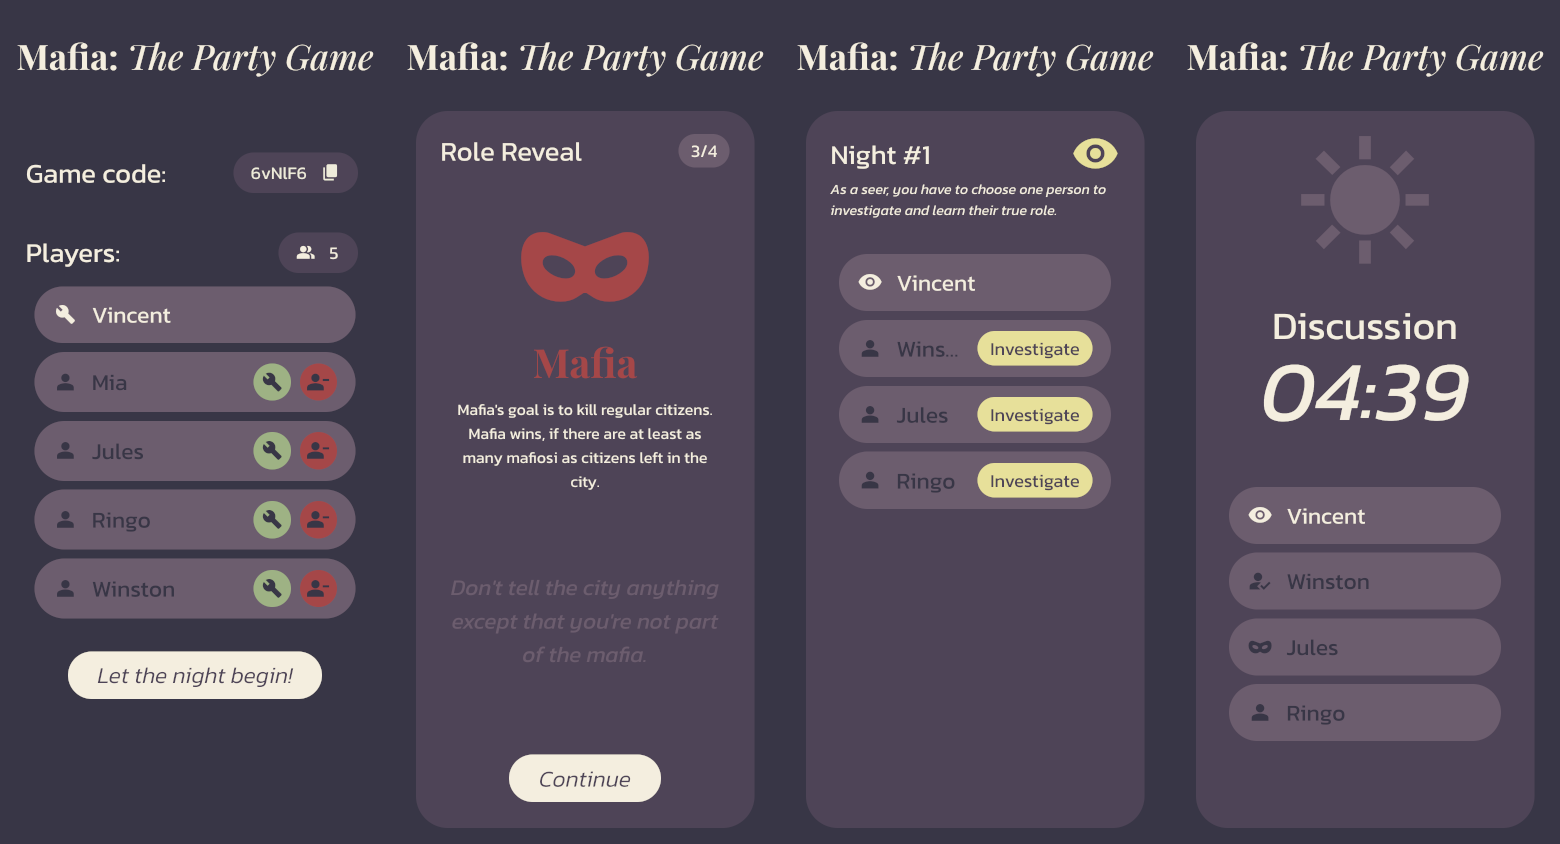 Mafia: The Party Game
Game code:
6vNlF6
Players:
5
Vincent
Mia
Jules
Ringo
Winston
Let the night begin!
Mafia: The Party Game
Role Reveal
3/4
Mafia
Mafia's goal is to kill regular citizens.
Mafia wins, if there are at least as
many mafiosi as citizens left in the
city.
Don't tell the city anything
except that you're not part
of the mafia.
Continue
Mafia: The Party Game
Night #1
As a seer, you have to choose one person to
investigate and learn their true role.
Vincent
Wins... Investigate
Jules Investigate
Ringo Investigate
Mafia: The Party Game
Discussion
04:39
Vincent
Winston
Jules
Ringo